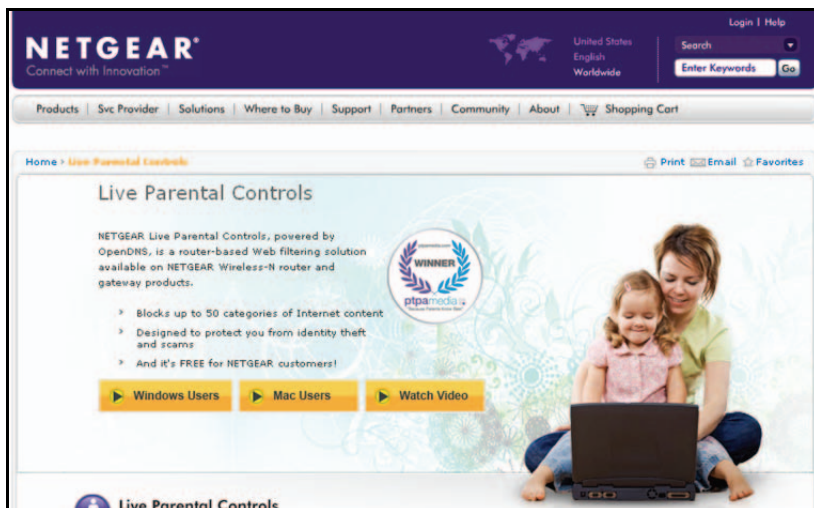 Login | Help
NETGEAR®
Connect with Innovation™
United States
English
Worldwide
Search
Enter Keywords Go
Products | Svc Provider | Solutions | Where to Buy | Support | Partners | Community | About | Shopping Cart
Home › Live Parental Controls
Print Email Favorites
Live Parental Controls
NETGEAR Live Parental Controls, powered by
OpenDNS, is a router-based Web filtering solution
available on NETGEAR Wireless-N router and
gateway products.
› Blocks up to 50 categories of Internet content
› Designed to protect you from identity theft
and scams
› And it's FREE for NETGEAR customers!
WINNER
ptpamedia
Windows Users
Mac Users
Watch Video
Live Parental Controls